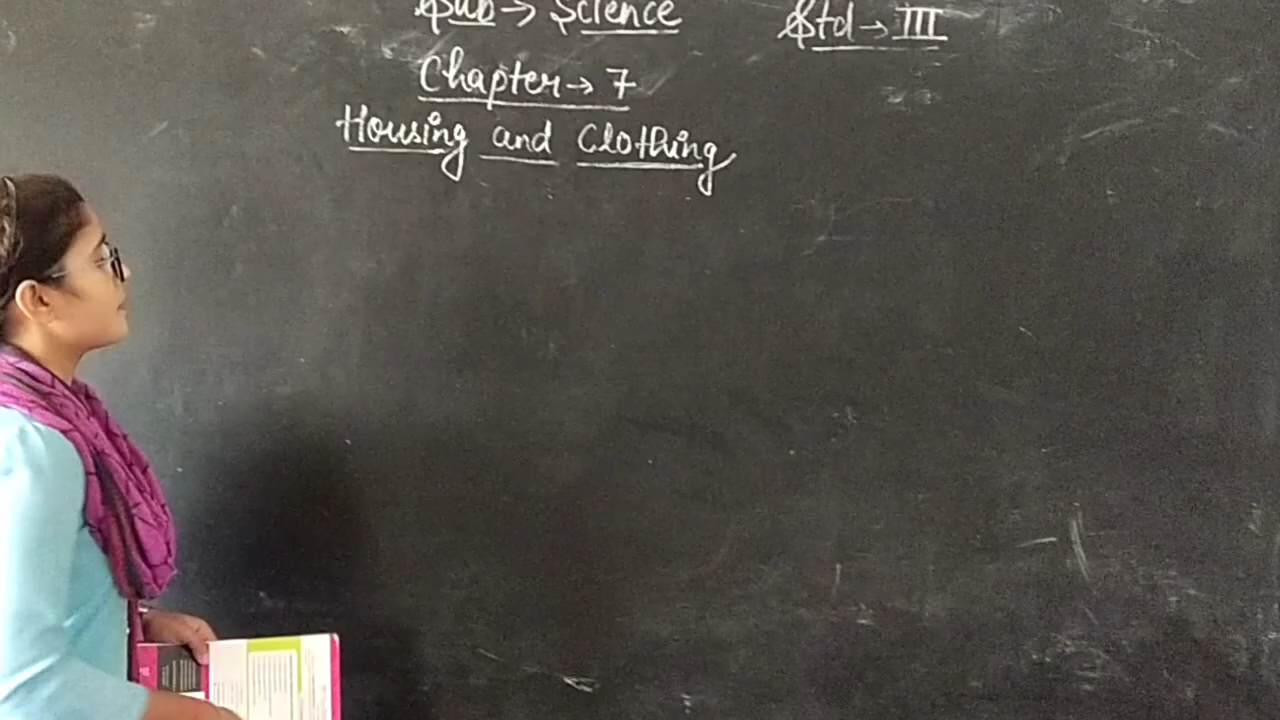 Sub → Science Std → III
Chapter → 7
Housing and Clothing